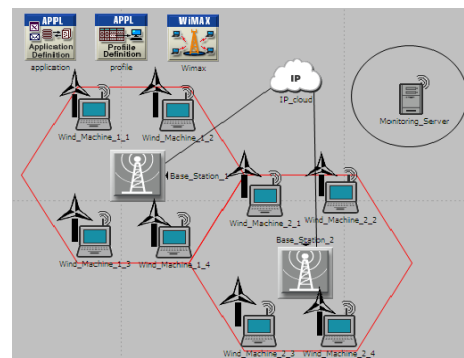 APPL
Application
Definition
application
APPL
Profile
Definition
profile
WiMAX
Wimax
IP
IP_cloud
Monitoring_Server
Wind_Machine_1_1
Wind_Machine_1_2
Base_Station_1
Wind_Machine_2_1
Wind_Machine_2_2
Wind_Machine_1_3
Wind_Machine_1_4
Base_Station_2
Wind_Machine_2_3
Wind_Machine_2_4